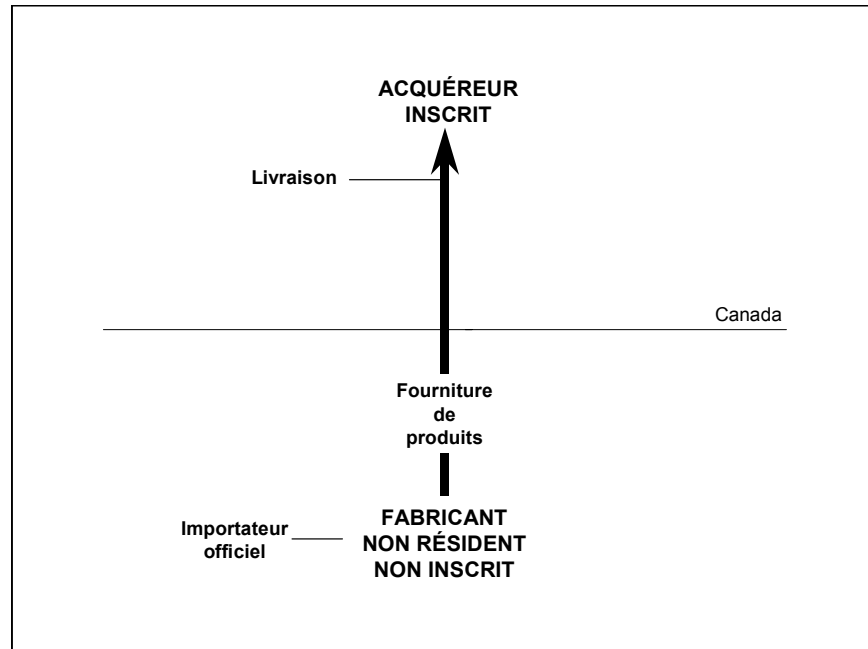 ACQUÉREUR
INSCRIT
Livraison
Canada
Fourniture
de
produits
Importateur
officiel
FABRICANT
NON RÉSIDENT
NON INSCRIT